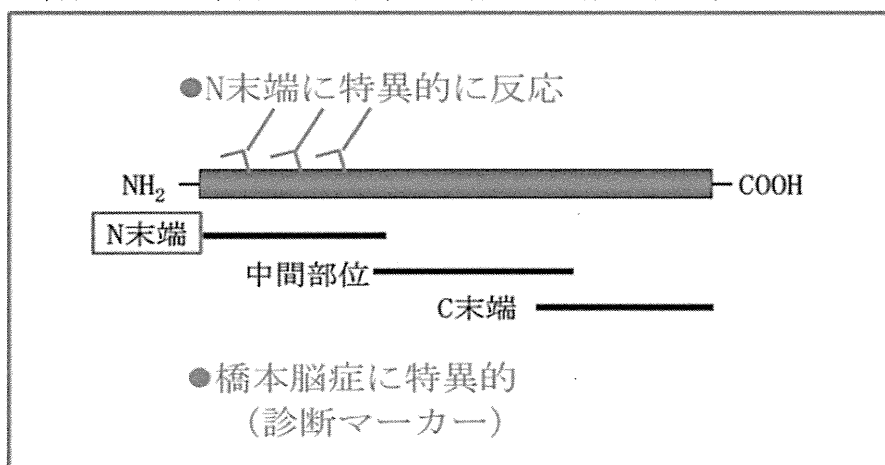 ●N末端に特異的に反応
NH₂
COOH
N末端
中間部位
C末端
●橋本脳症に特異的
(診断マーカー)